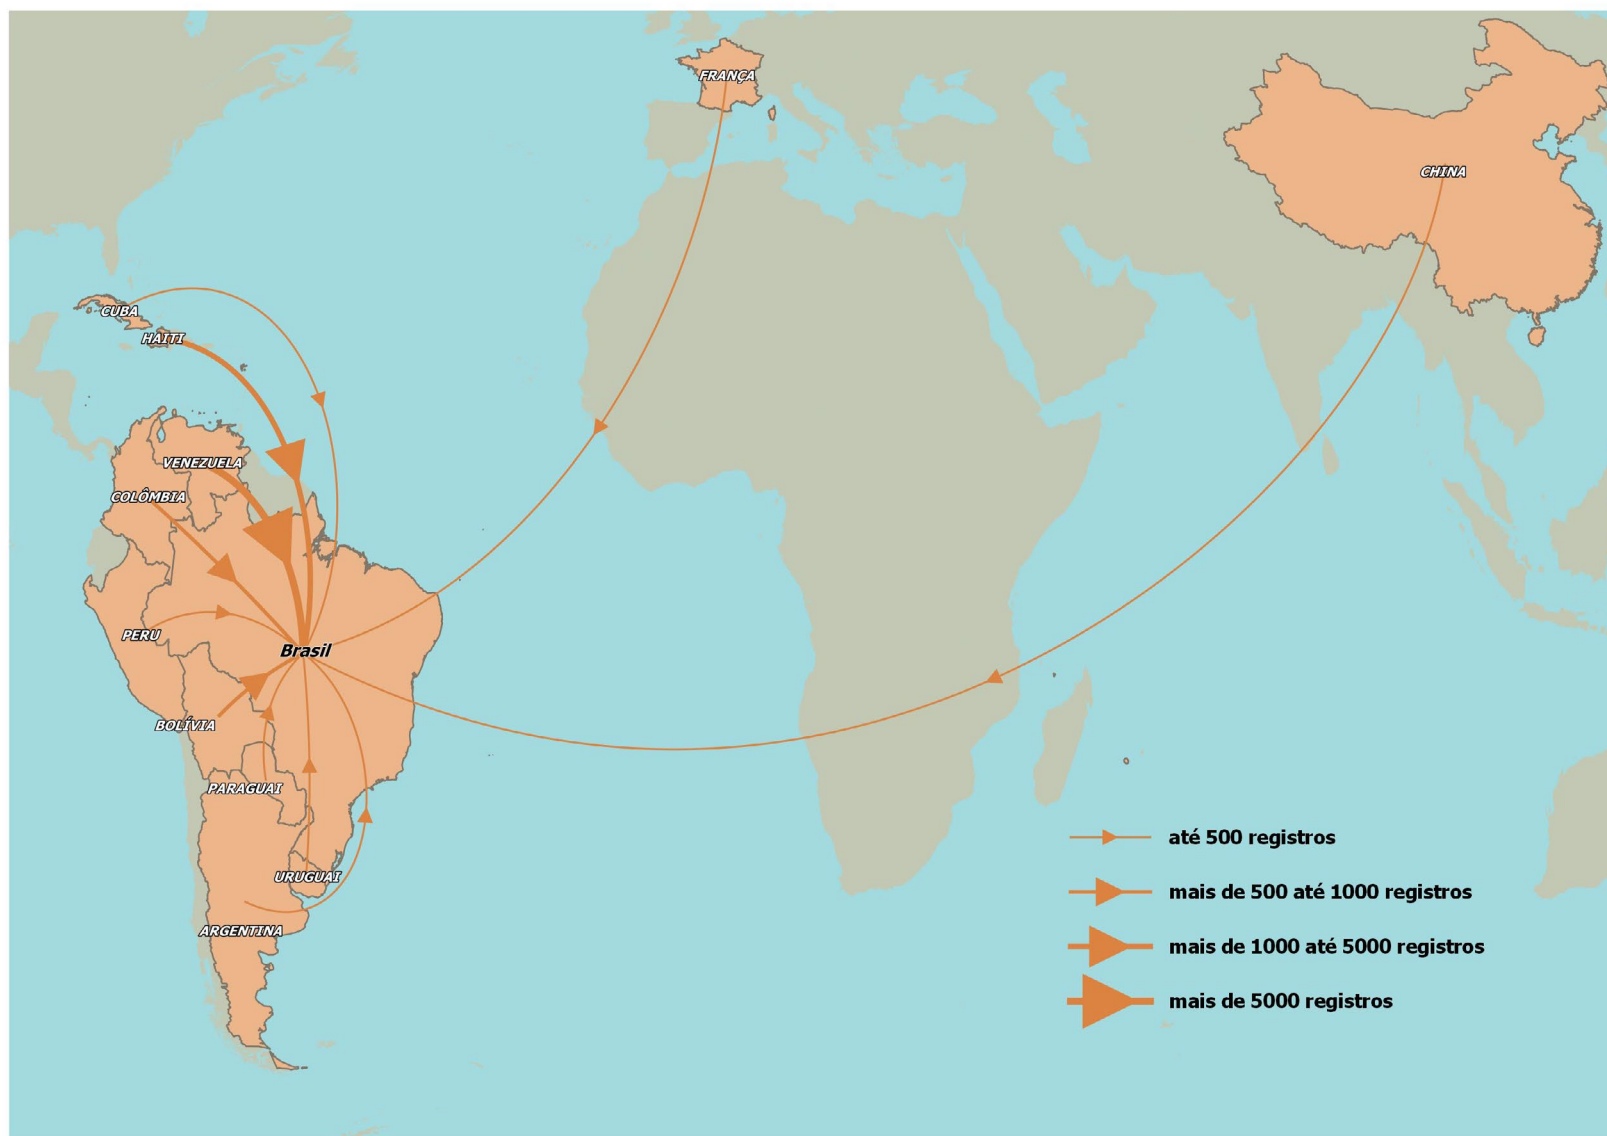 FRANÇA
CHINA
CUBA
HAITI
VENEZUELA
COLÔMBIA
PERU
Brasil
BOLÍVIA
PARAGUAI
URUGUAI
ARGENTINA
até 500 registros
mais de 500 até 1000 registros
mais de 1000 até 5000 registros
mais de 5000 registros